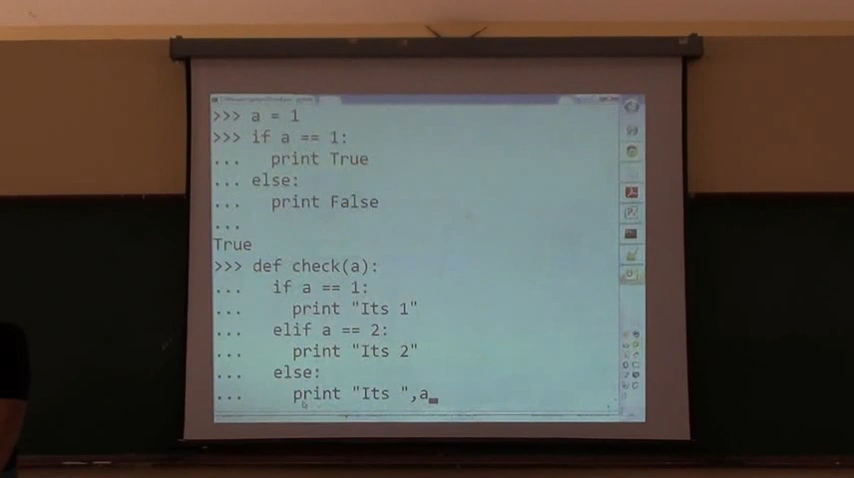 >>> a = 1
>>> if a == 1:
...   print True
... else:
...   print False
...
True
>>> def check(a):
...   if a == 1:
...     print "Its 1"
...   elif a == 2:
...     print "Its 2"
...   else:
...     print "Its ",a